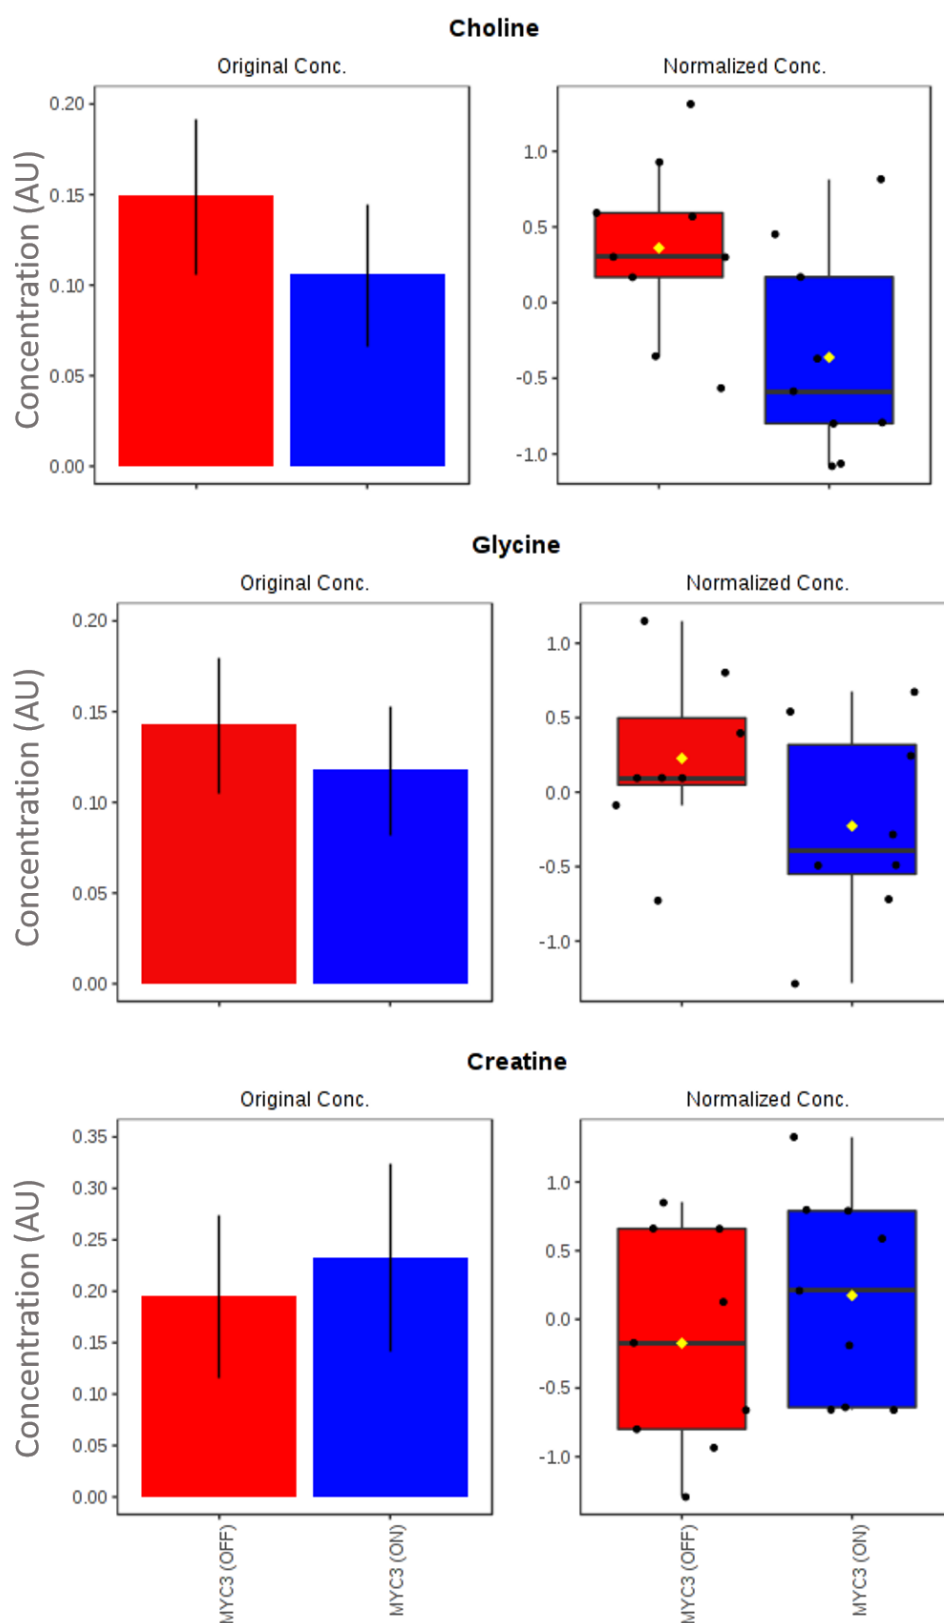 Choline
Original Conc.
Normalized Conc.
Concentration (AU)
0.20
0.15
0.10
0.05
0.00
1.0
0.5
0.0
-0.5
-1.0
Glycine
Original Conc.
Normalized Conc.
Concentration (AU)
0.20
0.15
0.10
0.05
0.00
1.0
0.5
0.0
-0.5
-1.0
Creatine
Original Conc.
Normalized Conc.
Concentration (AU)
0.35
0.30
0.25
0.20
0.15
0.10
0.05
0.00
1.0
0.5
0.0
-0.5
-1.0
MYC3 (OFF)
MYC3 (ON)
MYC3 (OFF)
MYC3 (ON)